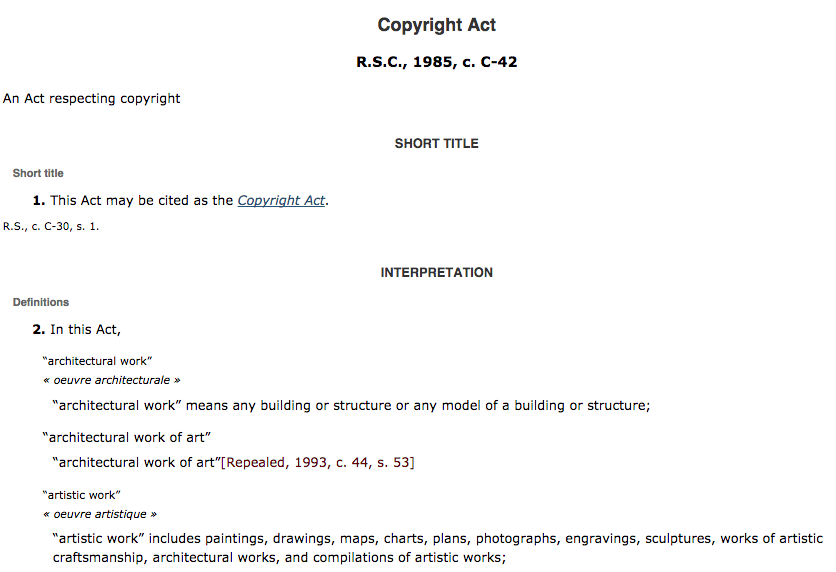 Copyright Act
R.S.C., 1985, c. C-42
An Act respecting copyright
SHORT TITLE
Short title
1. This Act may be cited as the Copyright Act.
R.S., c. C-30, s. 1.
INTERPRETATION
Definitions
2. In this Act,
“architectural work”
« oeuvre architecturale »
“architectural work” means any building or structure or any model of a building or structure;
“architectural work of art”
“architectural work of art”[Repealed, 1993, c. 44, s. 53]
“artistic work”
« oeuvre artistique »
“artistic work” includes paintings, drawings, maps, charts, plans, photographs, engravings, sculptures, works of artistic
craftsmanship, architectural works, and compilations of artistic works;